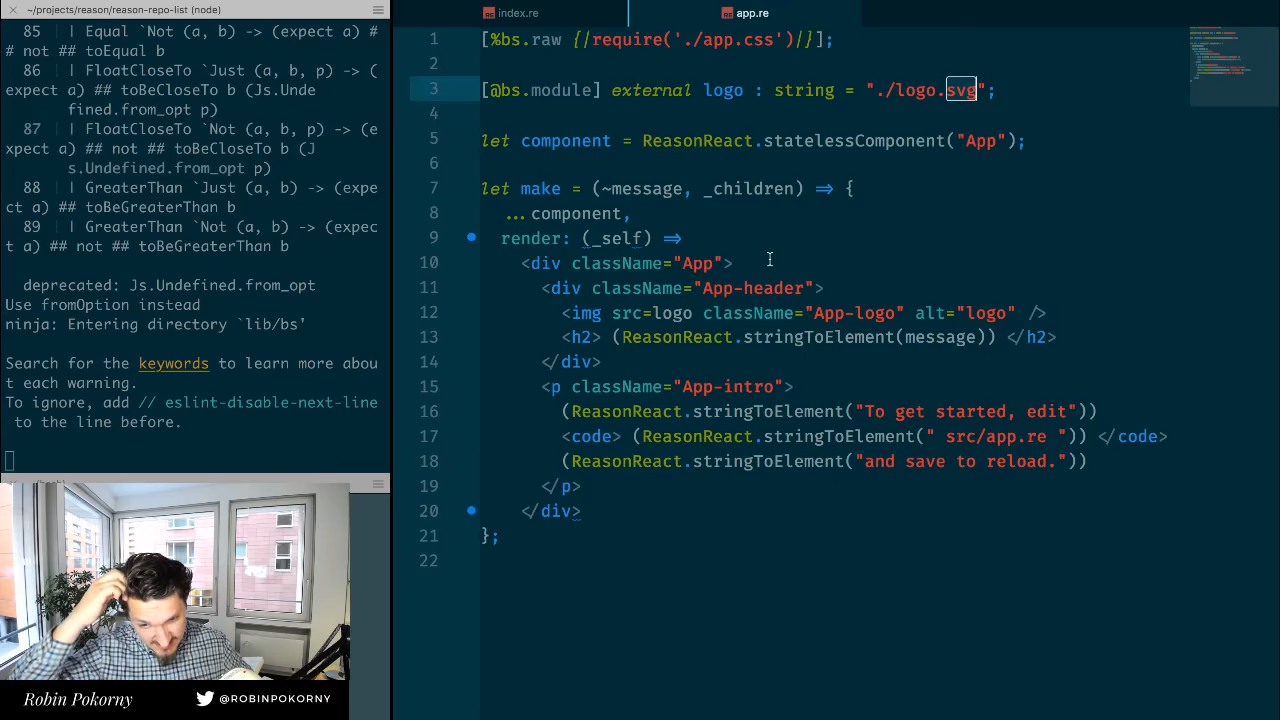 ~/projects/reason/reason-repo-list (node)
85 | Equal `Not (a, b) -> (expect a) #
# not ## toEqual b
86 | FloatCloseTo `Just (a, b, p) -> (
expect a) ## toBeCloseTo b (Js.Unde
fined.from_opt p)
87 | FloatCloseTo `Not (a, b, p) -> (e
xpect a) ## not ## toBeCloseTo b (J
s.Undefined.from_opt p)
88 | GreaterThan `Just (a, b) -> (expe
ct a) ## toBeGreaterThan b
89 | GreaterThan `Not (a, b) -> (expec
t a) ## not ## toBeGreaterThan b
deprecated: Js.Undefined.from_opt
Use fromOption instead
ninja: Entering directory `lib/bs'
Search for the keywords to learn more abou
t each warning.
To ignore, add // eslint-disable-next-line
to the line before.
Robin Pokorny
@ROBINPOKORNY
index.re
app.re
1 [%bs.raw {|require('./app.css')|}];
2
3 [@bs.module] external logo : string = "./logo.svg";
4
5 let component = ReasonReact.statelessComponent("App");
6
7 let make = (~message, _children) => {
8 ...component,
9 render: (_self) =>
10 <div className="App">
11 <div className="App-header">
12 <img src=logo className="App-logo" alt="logo" />
13 <h2> (ReasonReact.stringToElement(message)) </h2>
14 </div>
15 <p className="App-intro">
16 (ReasonReact.stringToElement("To get started, edit"))
17 <code> (ReasonReact.stringToElement(" src/app.re ")) </code>
18 (ReasonReact.stringToElement("and save to reload."))
19 </p>
20 </div>
21 };
22